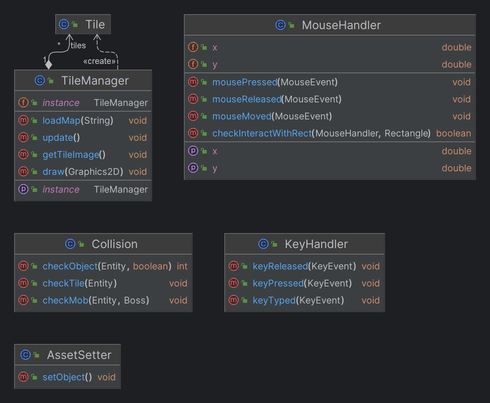 Tile
* tiles
«create»
1
TileManager
instance TileManager
loadMap(String) void
update() void
getTileImage() void
draw(Graphics2D) void
instance TileManager
MouseHandler
x double
y double
mousePressed(MouseEvent) void
mouseReleased(MouseEvent) void
mouseMoved(MouseEvent) void
checkInteractWithRect(MouseHandler, Rectangle) boolean
x double
y double
Collision
checkObject(Entity, boolean) int
checkTile(Entity) void
checkMob(Entity, Boss) void
KeyHandler
keyReleased(KeyEvent) void
keyPressed(KeyEvent) void
keyTyped(KeyEvent) void
AssetSetter
setObject() void